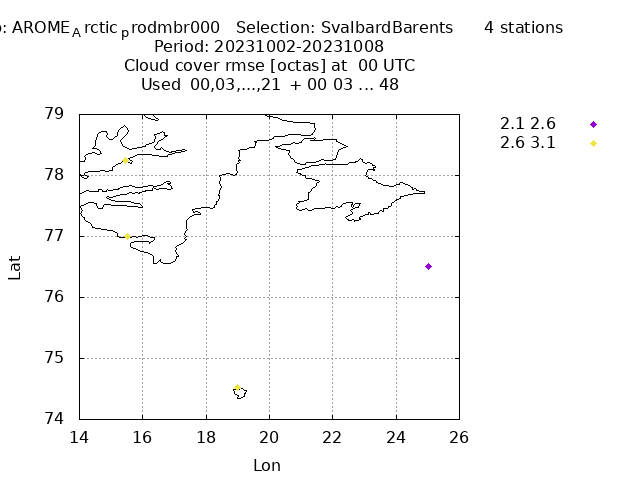 : AROME_Arctic_prodmbr000 Selection: SvalbardBarents 4 stations
Period: 20231002-20231008
Cloud cover rmse [octas] at 00 UTC
Used 00,03,...,21 + 00 03 ... 48
2.1 2.6
2.6 3.1
79
78
77
76
75
74
Lat
14 16 18 20 22 24 26
Lon